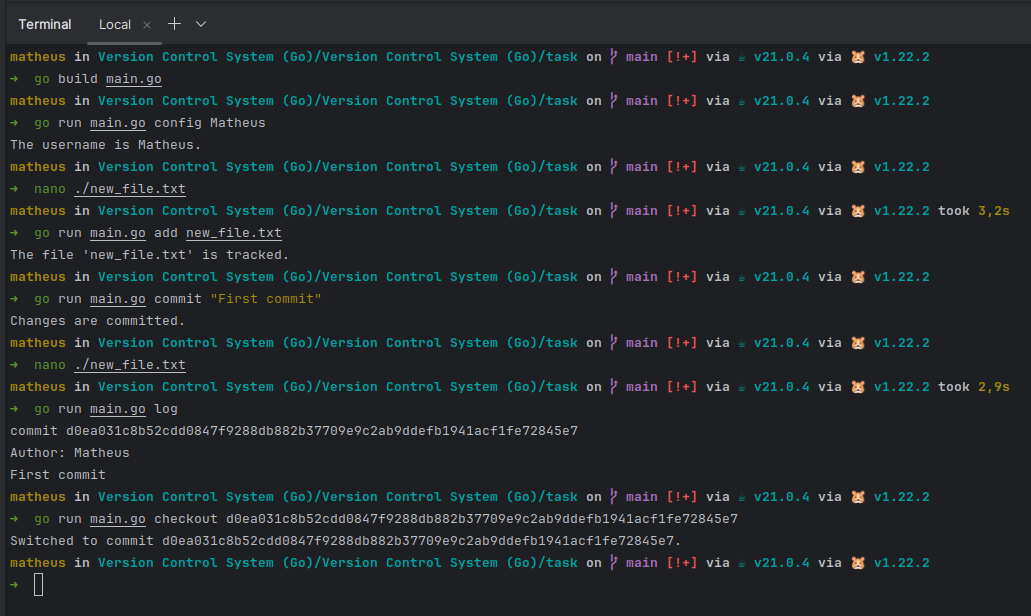 Terminal Local × +
matheus in Version Control System (Go)/Version Control System (Go)/task on main [!+] via ☕ v21.0.4 via 🐹 v1.22.2
→ go build main.go
matheus in Version Control System (Go)/Version Control System (Go)/task on main [!+] via ☕ v21.0.4 via 🐹 v1.22.2
→ go run main.go config Matheus
The username is Matheus.
matheus in Version Control System (Go)/Version Control System (Go)/task on main [!+] via ☕ v21.0.4 via 🐹 v1.22.2
→ nano ./new_file.txt
matheus in Version Control System (Go)/Version Control System (Go)/task on main [!+] via ☕ v21.0.4 via 🐹 v1.22.2 took 3,2s
→ go run main.go add new_file.txt
The file 'new_file.txt' is tracked.
matheus in Version Control System (Go)/Version Control System (Go)/task on main [!+] via ☕ v21.0.4 via 🐹 v1.22.2
→ go run main.go commit "First commit"
Changes are committed.
matheus in Version Control System (Go)/Version Control System (Go)/task on main [!+] via ☕ v21.0.4 via 🐹 v1.22.2
→ nano ./new_file.txt
matheus in Version Control System (Go)/Version Control System (Go)/task on main [!+] via ☕ v21.0.4 via 🐹 v1.22.2 took 2,9s
→ go run main.go log
commit d0ea031c8b52cdd0847f9288db882b37709e9c2ab9ddefb1941acf1fe72845e7
Author: Matheus
First commit
matheus in Version Control System (Go)/Version Control System (Go)/task on main [!+] via ☕ v21.0.4 via 🐹 v1.22.2
→ go run main.go checkout d0ea031c8b52cdd0847f9288db882b37709e9c2ab9ddefb1941acf1fe72845e7
Switched to commit d0ea031c8b52cdd0847f9288db882b37709e9c2ab9ddefb1941acf1fe72845e7.
matheus in Version Control System (Go)/Version Control System (Go)/task on main [!+] via ☕ v21.0.4 via 🐹 v1.22.2
→